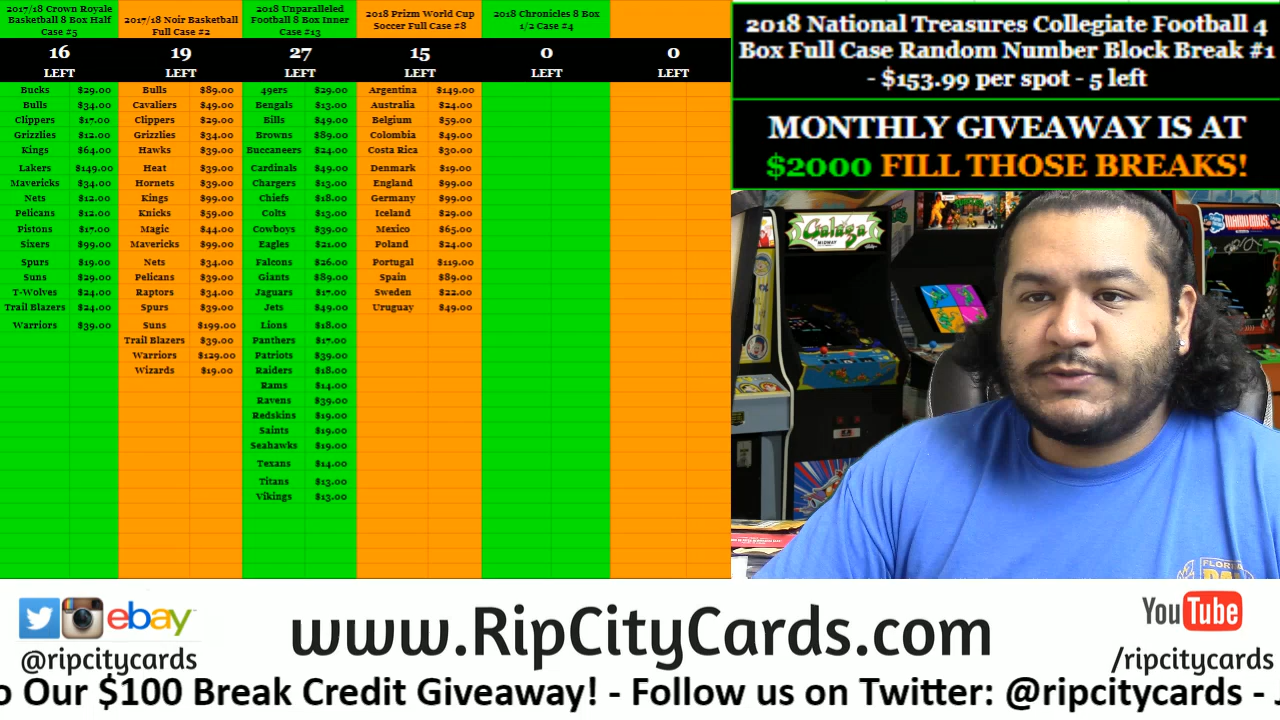 2017/18 Crown Royale
Basketball 8 Box Half
Case #5
16
LEFT
Bucks $29.00
Bulls $34.00
Clippers $17.00
Grizzlies $12.00
Kings $64.00
Lakers $149.00
Mavericks $34.00
Nets $12.00
Pelicans $12.00
Pistons $17.00
Sixers $99.00
Spurs $19.00
Suns $29.00
T-Wolves $24.00
Trail Blazers $24.00
Warriors $39.00
2017/18 Noir Basketball
Full Case #2
19
LEFT
Bulls $89.00
Cavaliers $49.00
Clippers $29.00
Grizzlies $34.00
Hawks $39.00
Heat $39.00
Hornets $39.00
Kings $99.00
Knicks $59.00
Magic $44.00
Mavericks $99.00
Nets $34.00
Pelicans $39.00
Raptors $34.00
Spurs $39.00
Suns $199.00
Trail Blazers $39.00
Warriors $129.00
Wizards $19.00
2018 Unparalleled
Football 8 Box Inner
Case #13
27
LEFT
49ers $29.00
Bengals $13.00
Bills $49.00
Browns $89.00
Buccaneers $24.00
Cardinals $49.00
Chargers $13.00
Chiefs $18.00
Colts $13.00
Cowboys $39.00
Eagles $21.00
Falcons $26.00
Giants $89.00
Jaguars $17.00
Jets $49.00
Lions $18.00
Panthers $17.00
Patriots $39.00
Raiders $18.00
Rams $14.00
Ravens $39.00
Redskins $19.00
Saints $19.00
Seahawks $19.00
Texans $14.00
Titans $13.00
Vikings $13.00
2018 Prizm World Cup
Soccer Full Case #8
15
LEFT
Argentina $149.00
Australia $24.00
Belgium $59.00
Colombia $49.00
Costa Rica $30.00
Denmark $19.00
England $99.00
Germany $99.00
Iceland $29.00
Mexico $65.00
Poland $24.00
Portugal $119.00
Spain $89.00
Sweden $22.00
Uruguay $49.00
2018 Chronicles 8 Box
1/2 Case #4
0
LEFT
0
LEFT
2018 National Treasures Collegiate Football 4
Box Full Case Random Number Block Break #1
- $153.99 per spot - 5 left
MONTHLY GIVEAWAY IS AT
$2000 FILL THOSE BREAKS!
Galaga
MIDWAY
MARIO BROS.
FLORI
ebay
@ripcitycards
www.RipCityCards.com
YouTube
/ripcitycards
o Our $100 Break Credit Giveaway! - Follow us on Twitter: @ripcitycards - J